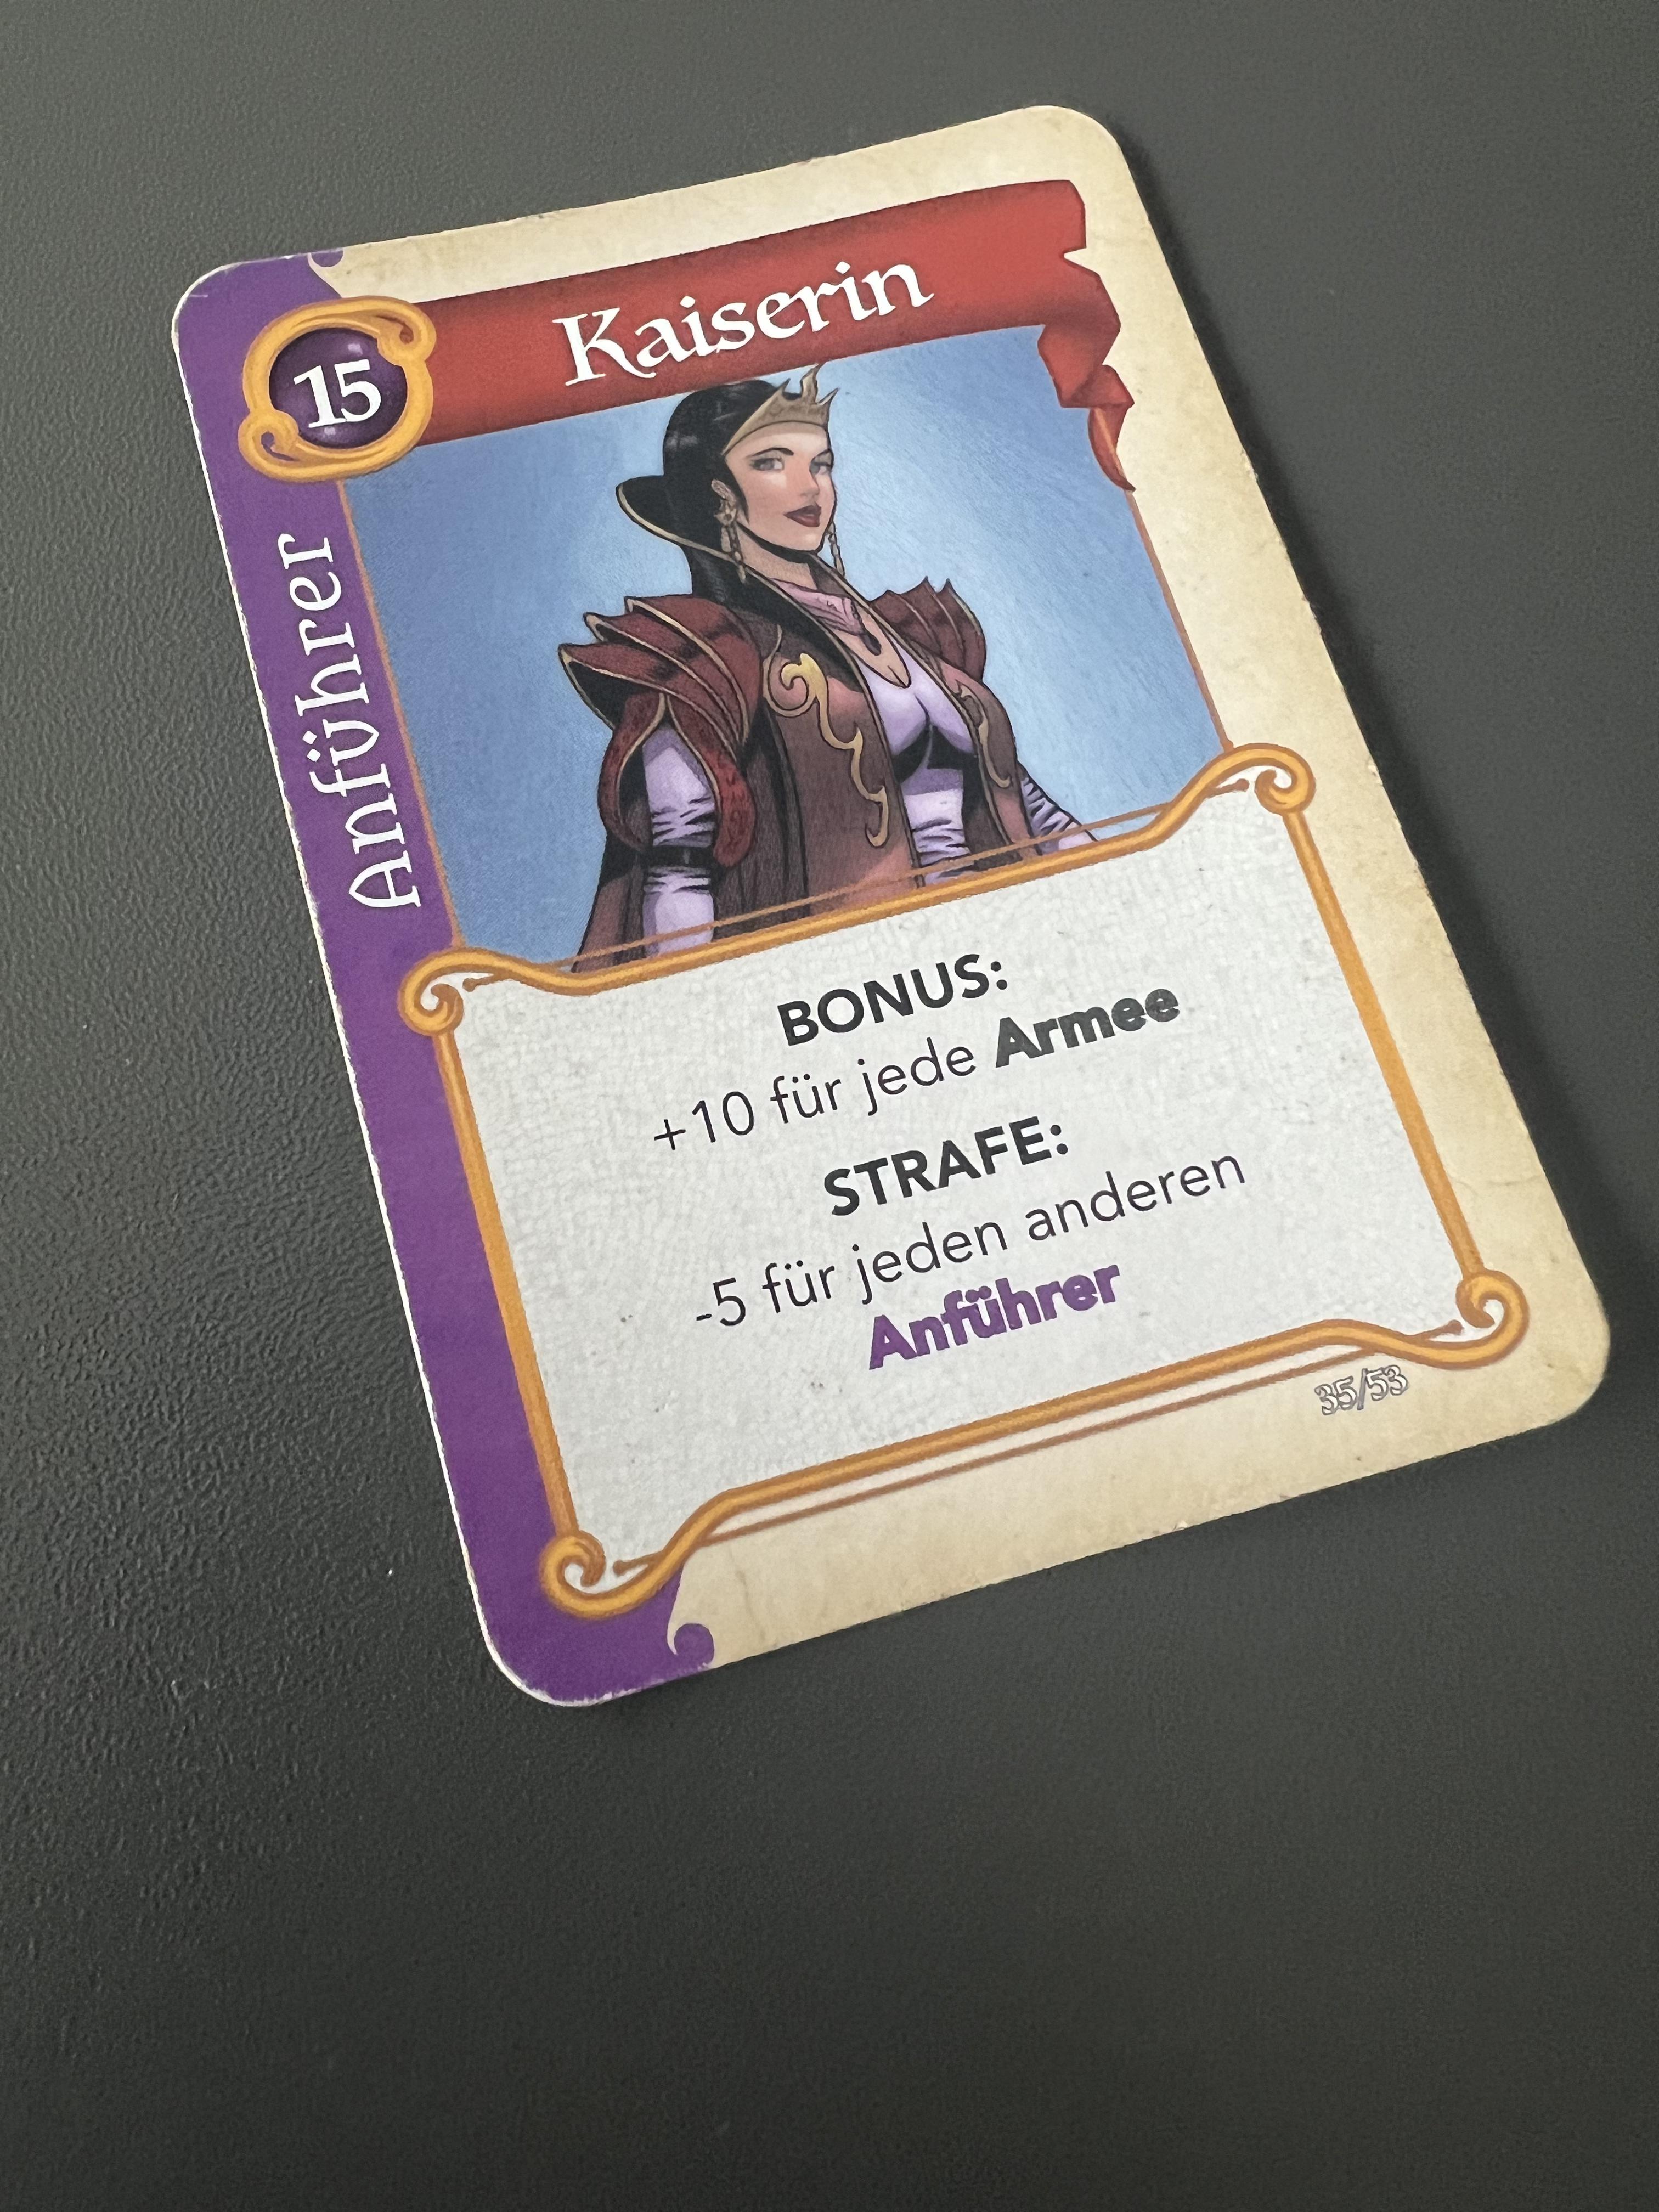 15
Kaiserin
Anführer
BONUS:
+10 für jede Armee
STRAFE:
-5 für jeden anderen
Anführer
35/53